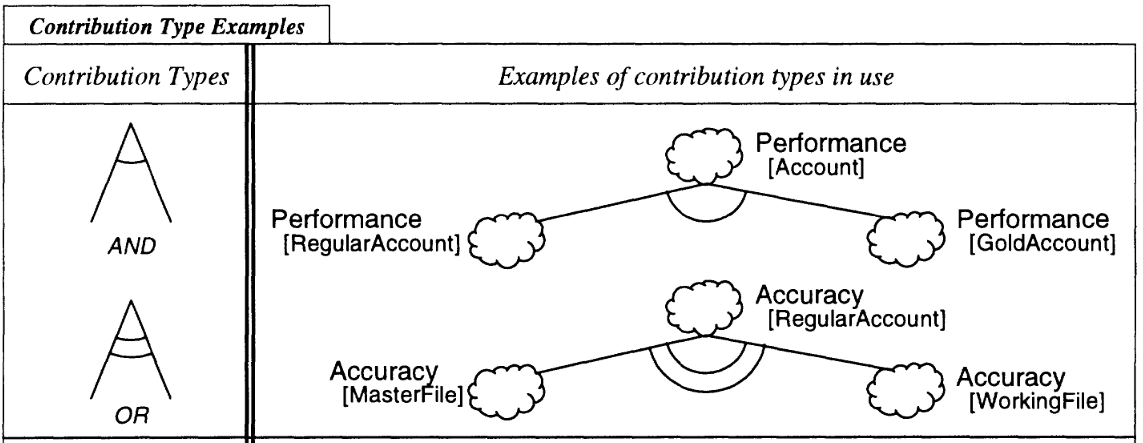 Contribution Type Examples
Contribution Types
Examples of contribution types in use
AND
Performance
[Account]
Performance
[RegularAccount]
Performance
[GoldAccount]
OR
Accuracy
[RegularAccount]
Accuracy
[MasterFile]
Accuracy
[WorkingFile]